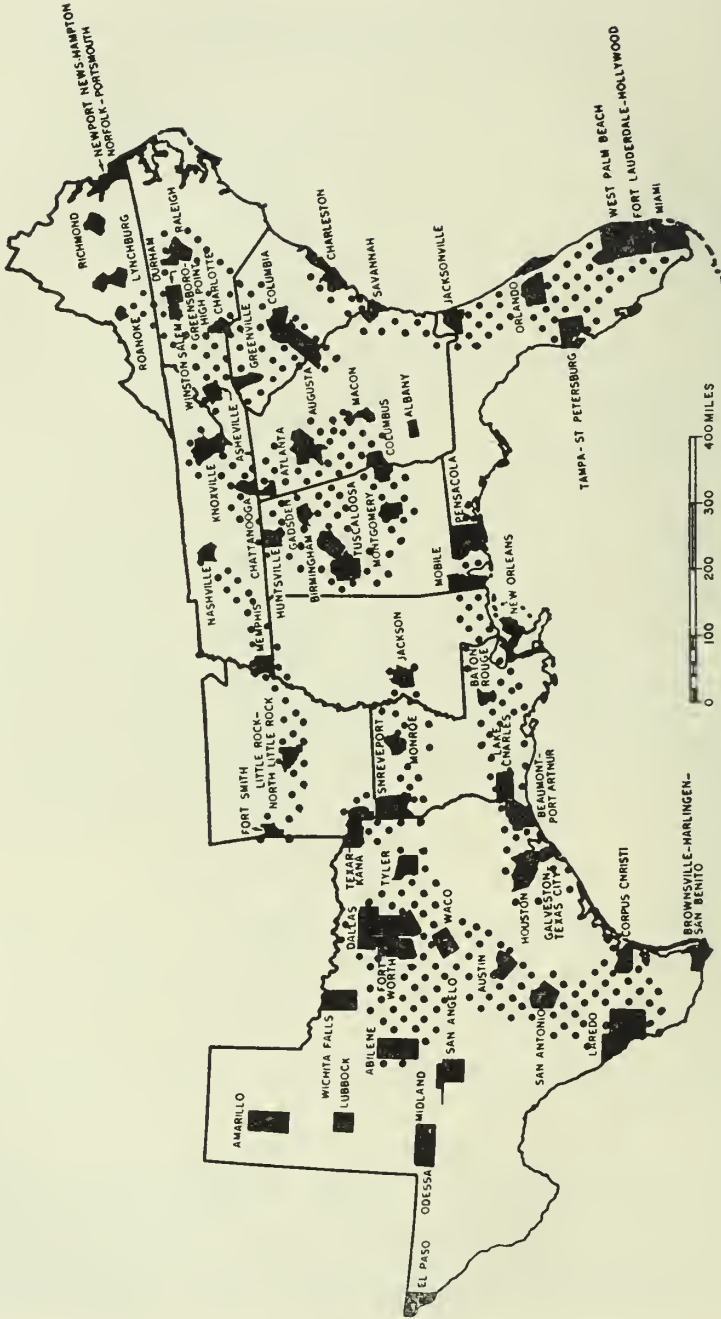 NEWPORT NEWS-HAMPTON
NORFOLK-PORTSMOUTH
RICHMOND
LYNCHBURG
ROANOKE
DURHAM
RALEIGH
WINSTON SALEM
GREENSBORO-
HIGH POINT
CHARLOTTE
ASHEVILLE
GREENVILLE
COLUMBIA
CHARLESTON
SAVANNAH
AUGUSTA
ATLANTA
MACON
COLUMBUS
ALBANY
JACKSONVILLE
ORLANDO
TAMPA-ST PETERSBURG
WEST PALM BEACH
FORT LAUDERDALE-HOLLYWOOD
MIAMI
KNOXVILLE
CHATTANOOGA
NASHVILLE
MEMPHIS
HUNTSVILLE
GADSDEN
BIRMINGHAM
TUSCALOOSA
MONTGOMERY
MOBILE
PENSACOLA
JACKSON
NEW ORLEANS
BATON
ROUGE
LAKE
CHARLES
MONROE
SHREVEPORT
FORT SMITH
LITTLE ROCK-
NORTH LITTLE ROCK
TEXAR-
KANA
TYLER
DALLAS
FORT
WORTH
WACO
AUSTIN
HOUSTON
GALVESTON-
TEXAS CITY
BEAUMONT-
PORT ARTHUR
CORPUS CHRISTI
BROWNSVILLE-HARLINGEN-
SAN BENITO
LAREDO
SAN ANTONIO
SAN ANGELO
ABILENE
WICHITA FALLS
LUBBOCK
AMARILLO
MIDLAND
ODESSA
EL PASO
0 100 200 300 400 MILES